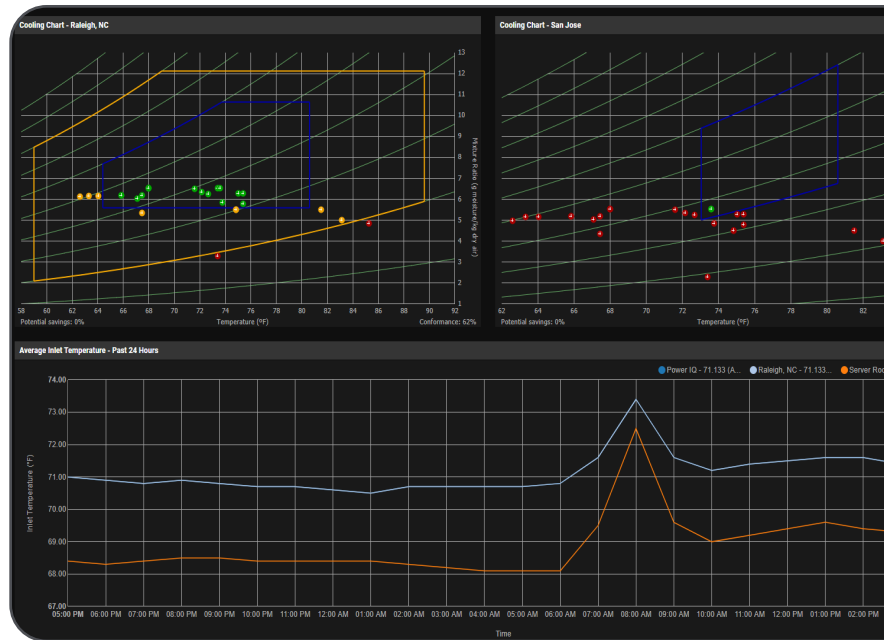 Cooling Chart - Raleigh, NC
13
12
11
10
9
8
7
6
5
4
3
2
1
Mixture Ratio (g moisture/kg dry air)
58 60 62 64 66 68 70 72 74 76 78 80 82 84 86 88 90 92
Potential savings: 0% Temperature (ºF) Conformance: 62%
Cooling Chart - San Jose
62 64 66 68 70 72 74 76 78 80 82
Potential savings: 0% Temperature (ºF)
Average Inlet Temperature - Past 24 Hours
Power IQ - 71.133 (A... Raleigh, NC - 71.133... Server Roo
74.00
73.00
72.00
71.00
70.00
69.00
68.00
67.00
Inlet Temperature (°F)
05:00 PM 06:00 PM 07:00 PM 08:00 PM 09:00 PM 10:00 PM 11:00 PM 12:00 AM 01:00 AM 02:00 AM 03:00 AM 04:00 AM 05:00 AM 06:00 AM 07:00 AM 08:00 AM 09:00 AM 10:00 AM 11:00 AM 12:00 PM 01:00 PM 02:00 PM
Time